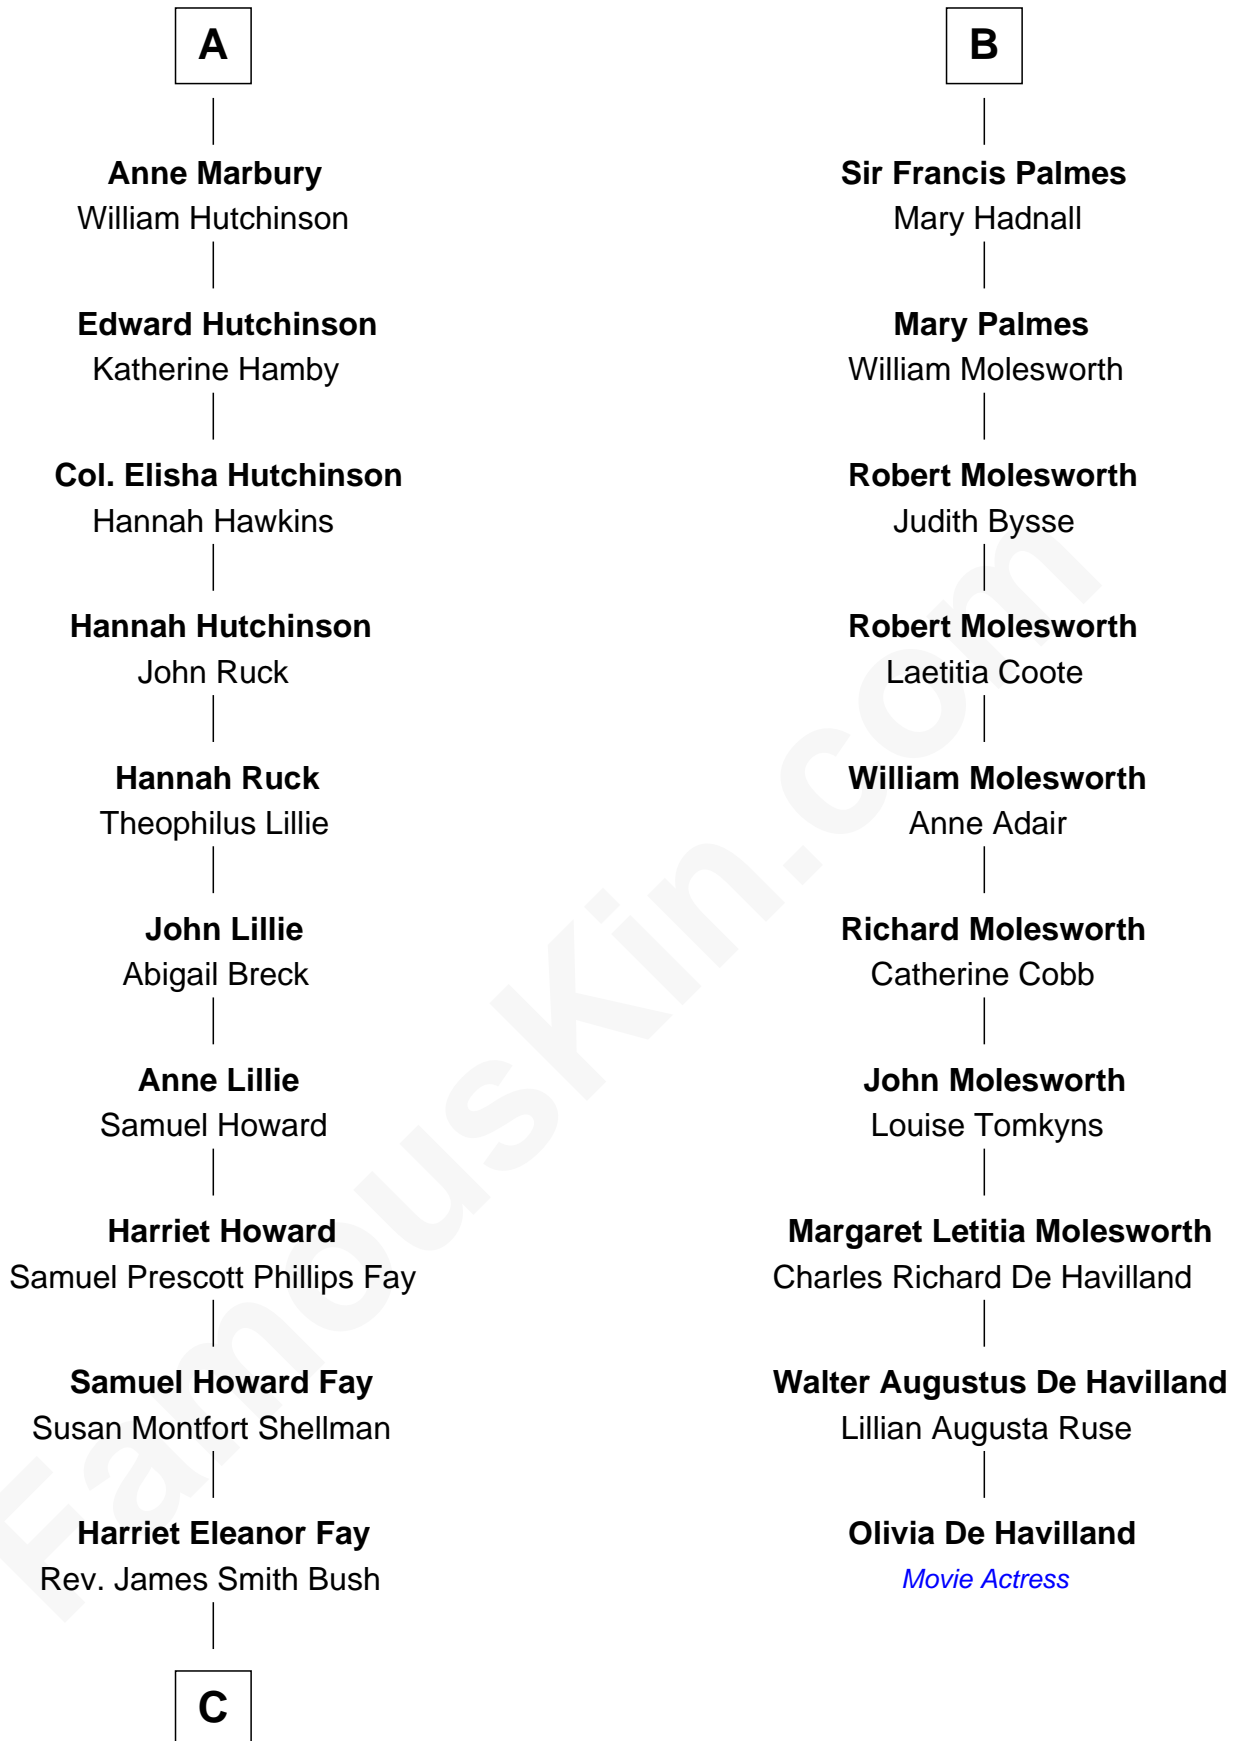 A
Anne Marbury
William Hutchinson
Edward Hutchinson
Katherine Hamby
Col. Elisha Hutchinson
Hannah Hawkins
Hannah Hutchinson
John Ruck
Hannah Ruck
Theophilus Lillie
John Lillie
Abigail Breck
Anne Lillie
Samuel Howard
Harriet Howard
Samuel Prescott Phillips Fay
Samuel Howard Fay
Susan Montfort Shellman
Harriet Eleanor Fay
Rev. James Smith Bush
C
B
Sir Francis Palmes
Mary Hadnall
Mary Palmes
William Molesworth
Robert Molesworth
Judith Bysse
Robert Molesworth
Laetitia Coote
William Molesworth
Anne Adair
Richard Molesworth
Catherine Cobb
John Molesworth
Louise Tomkyns
Margaret Letitia Molesworth
Charles Richard De Havilland
Walter Augustus De Havilland
Lillian Augusta Ruse
Olivia De Havilland
Movie Actress
FamousKin.com